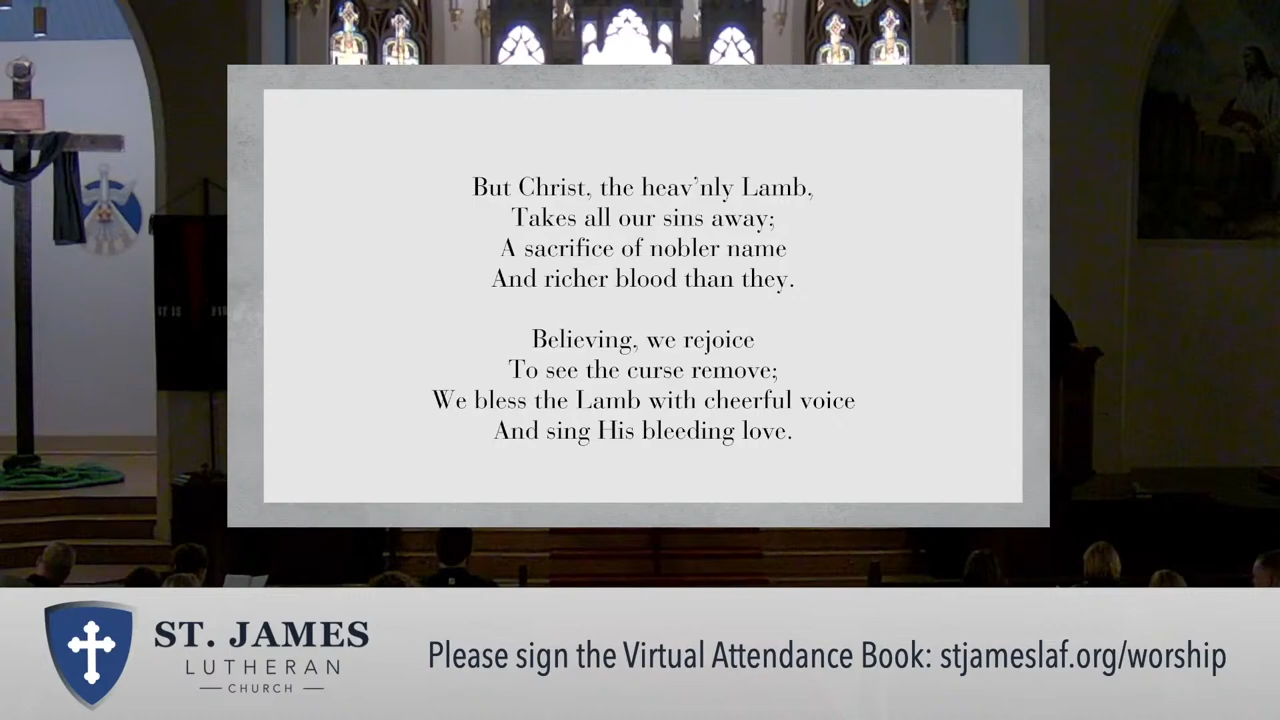 But Christ, the heav’nly Lamb,
Takes all our sins away;
A sacrifice of nobler name
And richer blood than they.
Believing, we rejoice
To see the curse remove;
We bless the Lamb with cheerful voice
And sing His bleeding love.
ST. JAMES
LUTHERAN
CHURCH
Please sign the Virtual Attendance Book: stjameslaf.org/worship